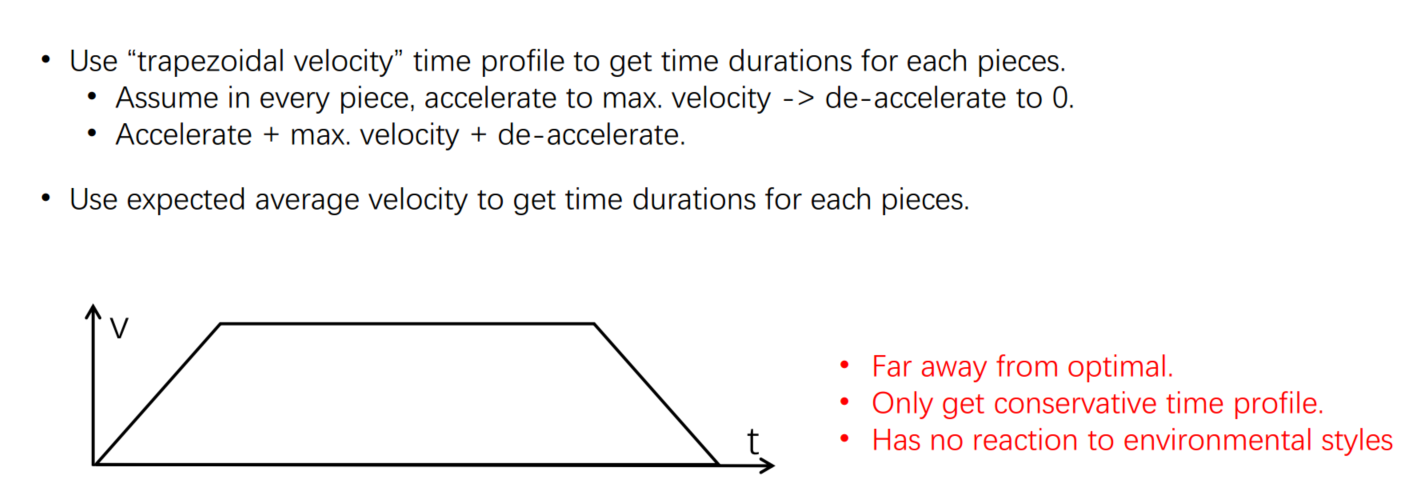 • Use “trapezoidal velocity” time profile to get time durations for each pieces.
• Assume in every piece, accelerate to max. velocity -> de-accelerate to 0.
• Accelerate + max. velocity + de-accelerate.
• Use expected average velocity to get time durations for each pieces.
V
t
• Far away from optimal.
• Only get conservative time profile.
• Has no reaction to environmental styles